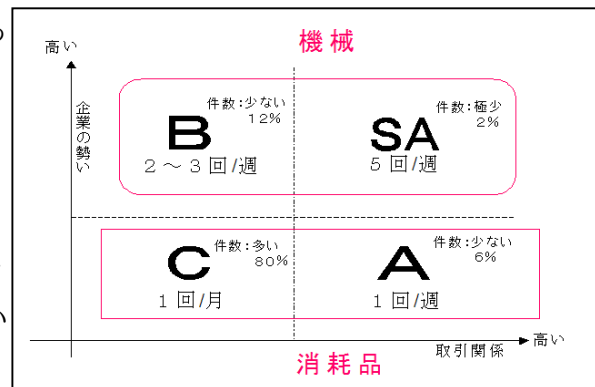 機械
高い
企業の勢い
件数:少ない
12%
B
2~3回/週
件数:極少
2%
SA
5回/週
件数:多い
80%
C
1回/月
件数:少ない
6%
A
1回/週
高い
取引関係
消耗品